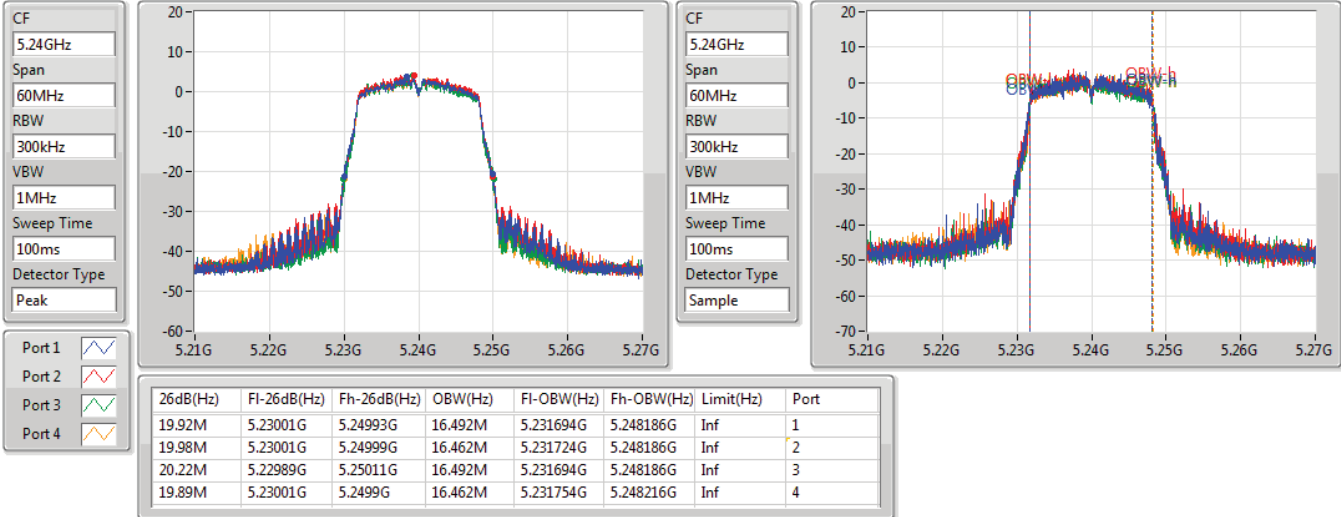 CF
5.24GHz
Span
60MHz
RBW
300kHz
VBW
1MHz
Sweep Time
100ms
Detector Type
Peak
20
10
0
-10
-20
-30
-40
-50
-60
5.21G 5.22G 5.23G 5.24G 5.25G 5.26G 5.27G
CF
5.24GHz
Span
60MHz
RBW
300kHz
VBW
1MHz
Sweep Time
100ms
Detector Type
Sample
20
10
0
-10
-20
-30
-40
-50
-60
-70
5.21G 5.22G 5.23G 5.24G 5.25G 5.26G 5.27G
OBW-h
Port 1
Port 2
Port 3
Port 4
26dB(Hz) Fl-26dB(Hz) Fh-26dB(Hz) OBW(Hz) Fl-OBW(Hz) Fh-OBW(Hz) Limit(Hz) Port
19.92M 5.23001G 5.24993G 16.492M 5.231694G 5.248186G Inf 1
19.98M 5.23001G 5.24999G 16.462M 5.231724G 5.248186G Inf 2
20.22M 5.22989G 5.25011G 16.492M 5.231694G 5.248186G Inf 3
19.89M 5.23001G 5.2499G 16.462M 5.231754G 5.248216G Inf 4